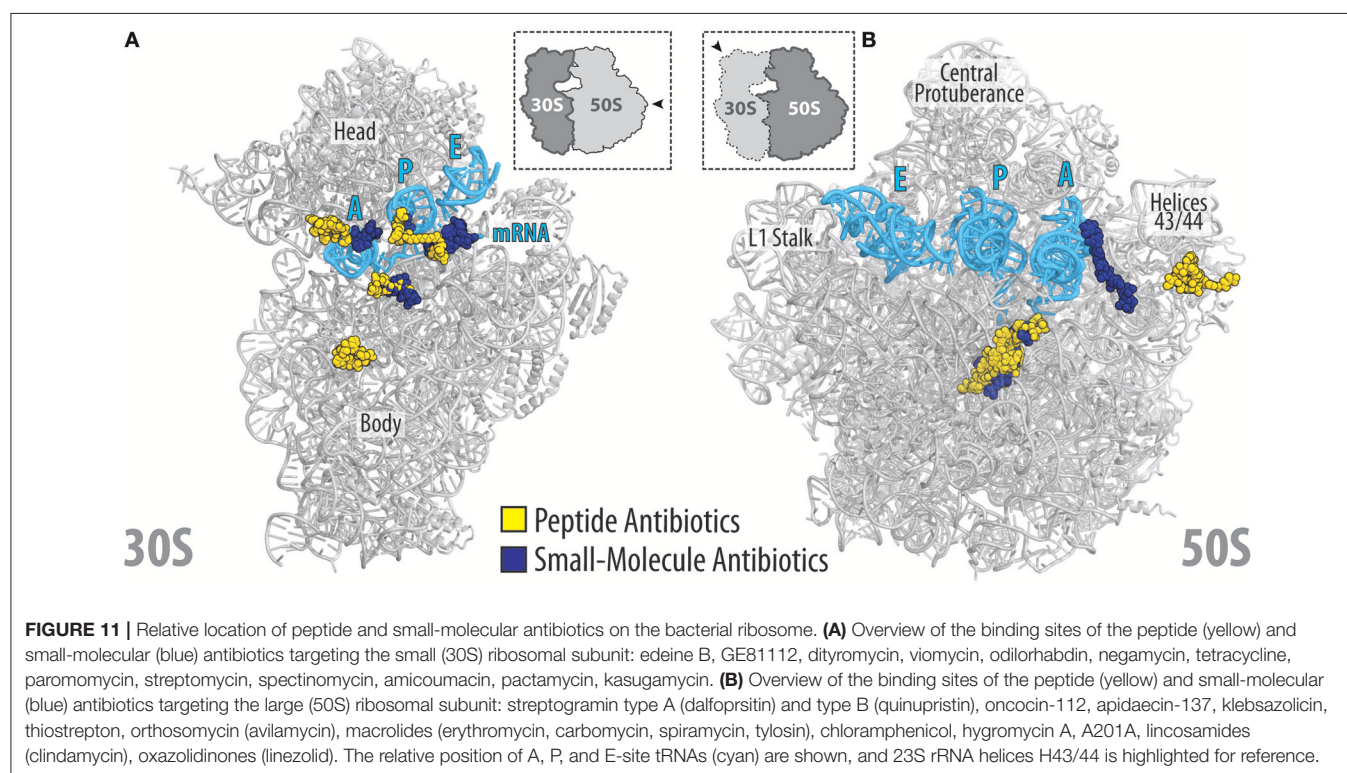 A
30S
50S
Head
E
P
A
mRNA
Body
30S
B
30S
50S
Central
Protuberance
E
P
A
L1 Stalk
Helices
43/44
50S
Peptide Antibiotics
Small-Molecule Antibiotics
FIGURE 11 | Relative location of peptide and small-molecular antibiotics on the bacterial ribosome. (A) Overview of the binding sites of the peptide (yellow) and
small-molecular (blue) antibiotics targeting the small (30S) ribosomal subunit: edeine B, GE81112, dityromycin, viomycin, odilorhabdin, negamycin, tetracycline,
paromomycin, streptomycin, spectinomycin, amicoumacin, pactamycin, kasugamycin. (B) Overview of the binding sites of the peptide (yellow) and small-molecular
(blue) antibiotics targeting the large (50S) ribosomal subunit: streptogramin type A (dalfoprsitin) and type B (quinupristin), oncocin-112, apidaecin-137, klebsazolicin,
thiostrepton, orthosomycin (avilamycin), macrolides (erythromycin, carbomycin, spiramycin, tylosin), chloramphenicol, hygromycin A, A201A, lincosamides
(clindamycin), oxazolidinones (linezolid). The relative position of A, P, and E-site tRNAs (cyan) are shown, and 23S rRNA helices H43/44 is highlighted for reference.